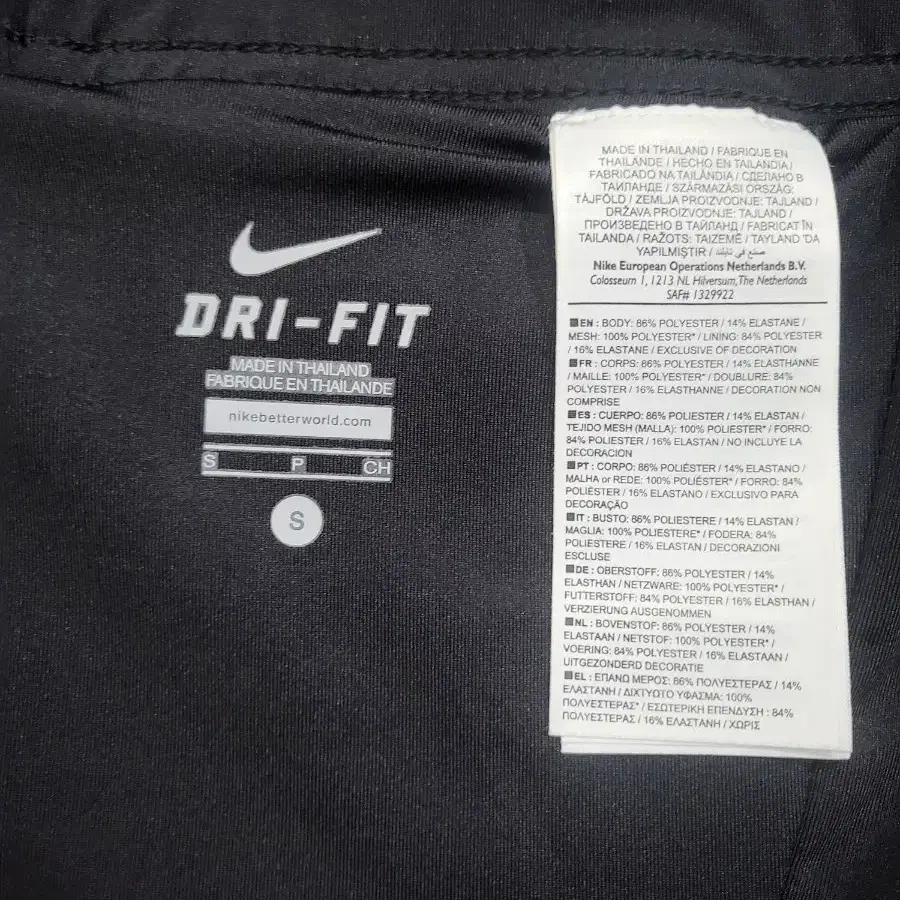 DRI-FIT
MADE IN THAILAND
FABRIQUE EN THAILANDE
nikebetterworld.com
S P CH
S
MADE IN THAILAND / FABRIQUE EN
THAILANDE / HECHO EN TAILANDIA /
FABRICADO NA TAILÂNDIA / СДЕЛАНО В
ТАИЛАНДЕ / SZÁRMAZÁSI ORSZÁG:
TÁJFÖLD / ZEMLJA PROIZVODNJE: TAJLAND /
DRŽAVA PROIZVODNJE: TAJLAND /
ПРОИЗВЕДЕНО В ТАЙЛАНД / FABRICAT ÎN
TAILANDA / RAŽOTS: TAIZEMĒ / TAYLAND 'DA
YAPILMIŞTIR / صنع في تايلند
Nike European Operations Netherlands B.V.
Colosseum 1, 1213 NL Hilversum, The Netherlands
SAF# 1329922
EN : BODY: 86% POLYESTER / 14% ELASTANE /
MESH: 100% POLYESTER* / LINING: 84% POLYESTER
/ 16% ELASTANE / EXCLUSIVE OF DECORATION
FR : CORPS: 86% POLYESTER / 14% ELASTHANNE
/ MAILLE: 100% POLYESTER* / DOUBLURE: 84%
POLYESTER / 16% ELASTHANNE / DECORATION NON
COMPRISE
ES : CUERPO: 86% POLIESTER / 14% ELASTAN /
TEJIDO MESH (MALLA): 100% POLIESTER* / FORRO:
84% POLIESTER / 16% ELASTAN / NO INCLUYE LA
DECORACION
PT : CORPO: 86% POLIÉSTER / 14% ELASTANO /
MALHA or REDE: 100% POLIÉSTER* / FORRO: 84%
POLIÉSTER / 16% ELASTANO / EXCLUSIVO PARA
DECORAÇÃO
IT : BUSTO: 86% POLIESTERE / 14% ELASTAN /
MAGLIA: 100% POLIESTERE* / FODERA: 84%
POLIESTERE / 16% ELASTAN / DECORAZIONI
ESCLUSE
DE : OBERSTOFF: 86% POLYESTER / 14%
ELASTHAN / NETZWARE: 100% POLYESTER* /
FUTTERSTOFF: 84% POLYESTER / 16% ELASTHAN /
VERZIERUNG AUSGENOMMEN
NL : BOVENSTOF: 86% POLYESTER / 14%
ELASTAAN / NETSTOF: 100% POLYESTER* /
VOERING: 84% POLYESTER / 16% ELASTAAN /
UITGEZONDERD DECORATIE
EL : ΕΠΑΝΩ ΜΕΡΟΣ: 86% ΠΟΛΥΕΣΤΕΡΑΣ / 14%
ΕΛΑΣΤΑΝΗ / ΔΙΧΤΥΩΤΟ ΥΦΑΣΜΑ: 100%
ΠΟΛΥΕΣΤΕΡΑΣ* / ΕΣΩΤΕΡΙΚΗ ΕΠΕΝΔΥΣΗ : 84%
ΠΟΛΥΕΣΤΕΡΑΣ / 16% ΕΛΑΣΤΑΝΗ / ΧΩΡΙΣ